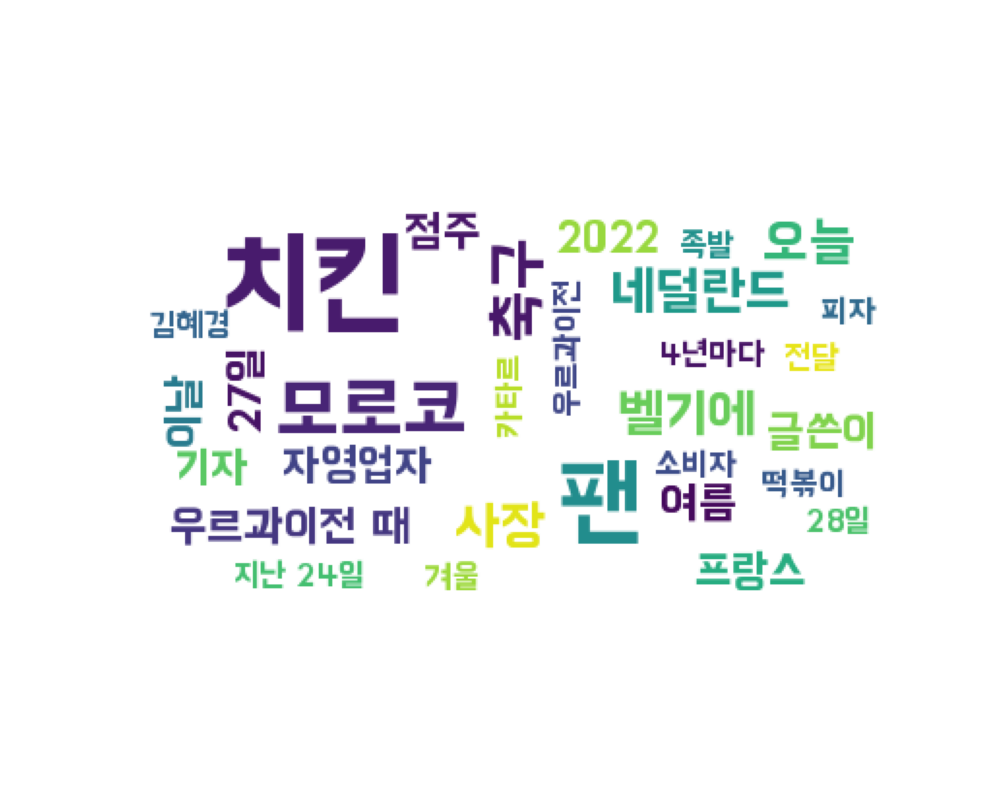 치킨
점주
축구
2022
족발
오늘
네덜란드
피자
김혜경
우르과이전
4년마다
전달
27일
이날
모로코
카타르
벨기에
글쓴이
기자
자영업자
소비자
떡볶이
팬
여름
28일
우르과이전 때
사장
지난 24일
겨울
프랑스